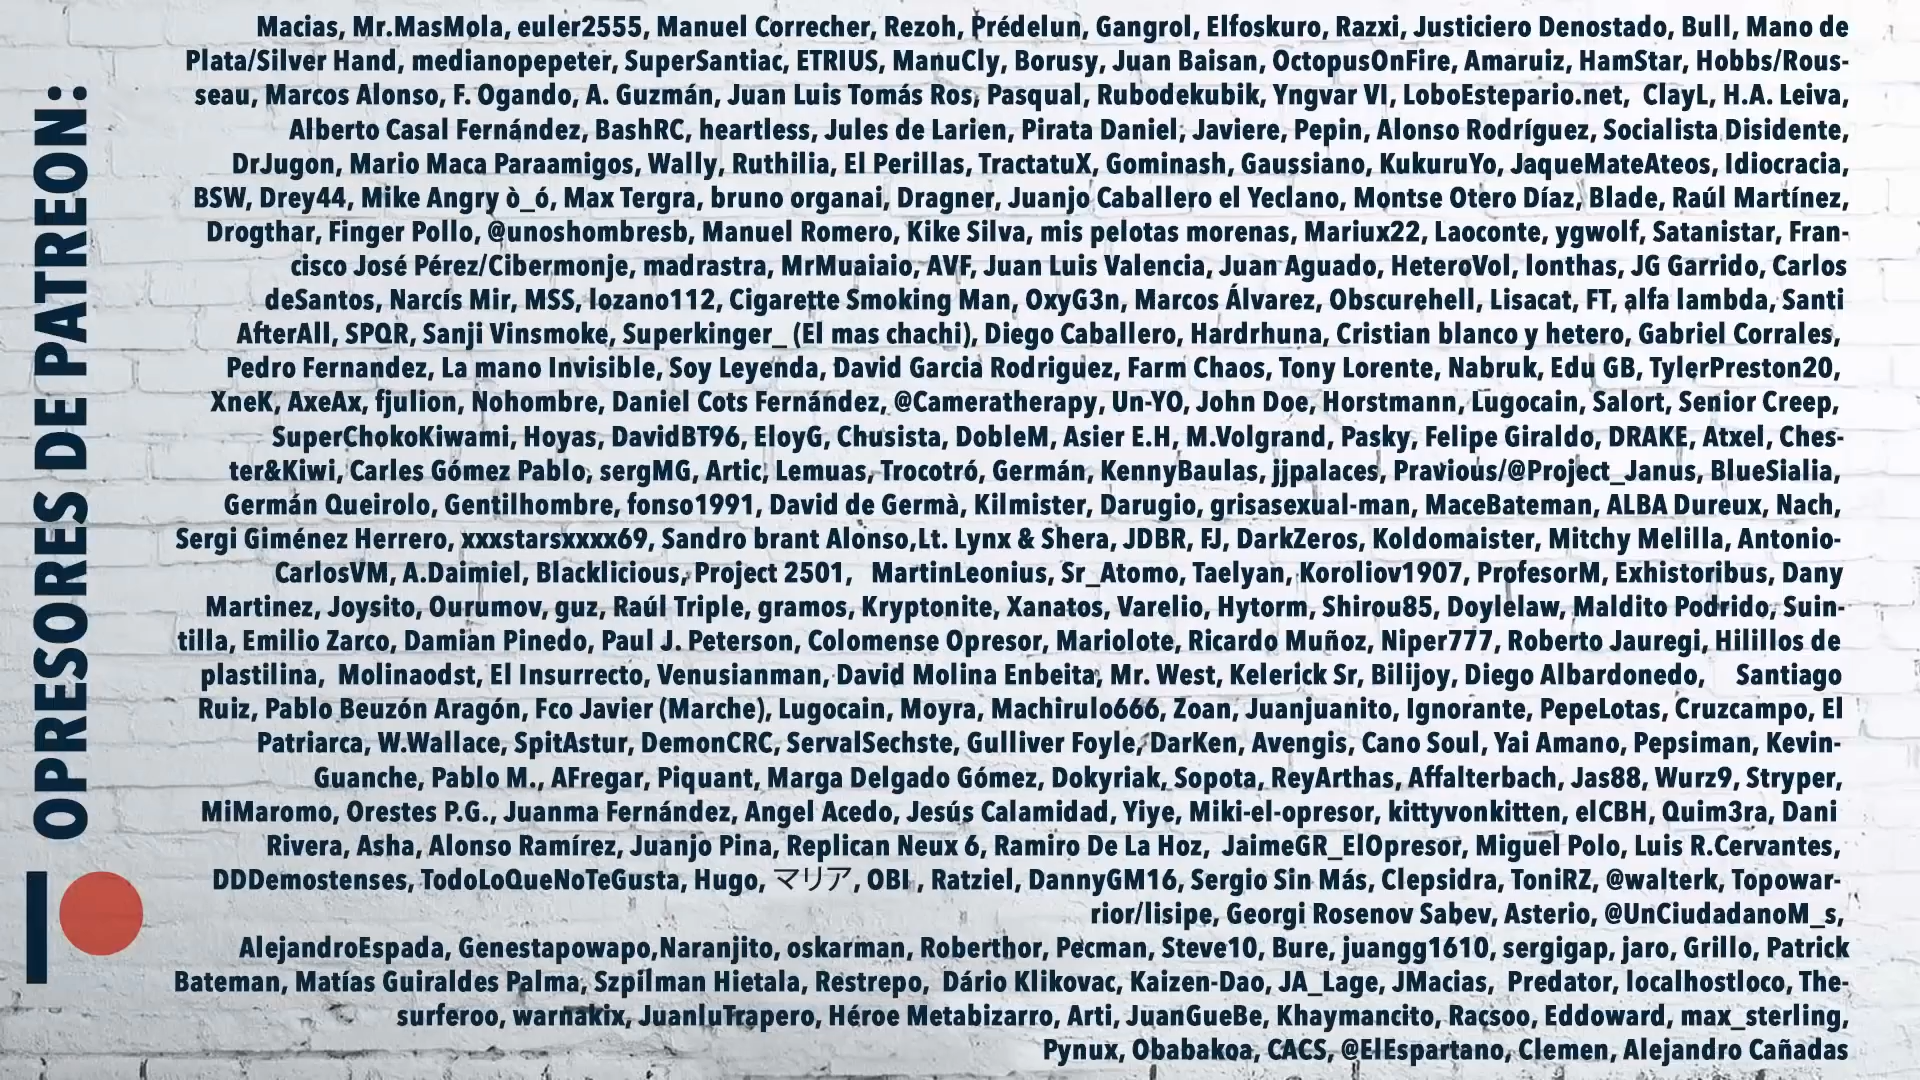 OPRESORES DE PATREON:
Macias, Mr.MasMola, euler2555, Manuel Correcher, Rezoh, Prédelun, Gangrol, Elfoskuro, Razxi, Justiciero Denostado, Bull, Mano de
Plata/Silver Hand, medianopepeter, SuperSantiac, ETRIUS, ManuCly, Borusy, Juan Baisan, OctopusOnFire, Amaruiz, HamStar, Hobbs/Rous-
seau, Marcos Alonso, F. Ogando, A. Guzmán, Juan Luis Tomás Ros, Pasqual, Rubodekubik, Yngvar VI, LoboEstepario.net, ClayL, H.A. Leiva,
Alberto Casal Fernández, BashRC, heartless, Jules de Larien, Pirata Daniel, Javiere, Pepin, Alonso Rodríguez, Socialista Disidente,
DrJugon, Mario Maca Paraamigos, Wally, Ruthilia, El Perillas, TractatuX, Gominash, Gaussiano, KukuruYo, JaqueMateAteos, Idiocracia,
BSW, Drey44, Mike Angry ò_ó, Max Tergra, bruno organai, Dragner, Juanjo Caballero el Yeclano, Montse Otero Díaz, Blade, Raúl Martínez,
Drogthar, Finger Pollo, @unoshombresb, Manuel Romero, Kike Silva, mis pelotas morenas, Mariux22, Laoconte, ygwolf, Satanistar, Fran-
cisco José Pérez/Cibermonje, madrastra, MrMuaiaio, AVF, Juan Luis Valencia, Juan Aguado, HeteroVol, Ionthas, JG Garrido, Carlos
deSantos, Narcís Mir, MSS, lozano112, Cigarette Smoking Man, OxyG3n, Marcos Álvarez, Obscurehell, Lisacat, FT, alfa lambda, Santi
AfterAll, SPQR, Sanji Vinsmoke, Superkinger_ (El mas chachi), Diego Caballero, Hardrhuna, Cristian blanco y hetero, Gabriel Corrales,
Pedro Fernandez, La mano Invisible, Soy Leyenda, David Garcia Rodriguez, Farm Chaos, Tony Lorente, Nabruk, Edu GB, TylerPreston20,
XneK, AxeAx, fjulion, Nohombre, Daniel Cots Fernández, @Cameratherapy, Un-YO, John Doe, Horstmann, Lugocain, Salort, Senior Creep,
SuperChokoKiwami, Hoyas, DavidBT96, EloyG, Chusista, DobleM, Asier E.H, M.Volgrand, Pasky, Felipe Giraldo, DRAKE, Atxel, Ches-
ter&Kiwi, Carles Gómez Pablo, sergMG, Artic, Lemuas, Trocotró, Germán, KennyBaulas, jjpalaces, Pravious/@Project_Janus, BlueSialia,
Germán Queirolo, Gentilhombre, fonso1991, David de Germà, Kilmister, Darugio, grisasexual-man, MaceBateman, ALBA Dureux, Nach,
Sergi Giménez Herrero, xxxstarsxxxx69, Sandro brant Alonso,Lt. Lynx & Shera, JDBR, FJ, DarkZeros, Koldomaister, Mitchy Melilla, Antonio-
CarlosVM, A.Daimiel, Blacklicious, Project 2501, MartinLeonius, Sr_Atomo, Taelyan, Koroliov1907, ProfesorM, Exhistoribus, Dany
Martinez, Joysito, Ourumov, guz, Raúl Triple, gramos, Kryptonite, Xanatos, Varelio, Hytorm, Shirou85, Doylelaw, Maldito Podrido, Suin-
tilla, Emilio Zarco, Damian Pinedo, Paul J. Peterson, Colomense Opresor, Mariolote, Ricardo Muñoz, Niper777, Roberto Jauregi, Hilillos de
plastilina, Molinaodst, El Insurrecto, Venusianman, David Molina Enbeita, Mr. West, Kelerick Sr, Bilijoy, Diego Albardonedo, Santiago
Ruiz, Pablo Beuzón Aragón, Fco Javier (Marche), Lugocain, Moyra, Machirulo666, Zoan, Juanjuanito, Ignorante, PepeLotas, Cruzcampo, El
Patriarca, W.Wallace, SpitAstur, DemonCRC, ServalSechste, Gulliver Foyle, DarKen, Avengis, Cano Soul, Yai Amano, Pepsiman, Kevin-
Guanche, Pablo M., AFregar, Piquant, Marga Delgado Gómez, Dokyriak, Sopota, ReyArthas, Affalterbach, Jas88, Wurz9, Stryper,
MiMaromo, Orestes P.G., Juanma Fernández, Angel Acedo, Jesús Calamidad, Yiye, Miki-el-opresor, kittyvonkitten, elCBH, Quim3ra, Dani
Rivera, Asha, Alonso Ramírez, Juanjo Pina, Replican Neux 6, Ramiro De La Hoz, JaimeGR_ElOpresor, Miguel Polo, Luis R.Cervantes,
DDDemostenses, TodoLoQueNoTeGusta, Hugo, マリア, OBI , Ratziel, DannyGM16, Sergio Sin Más, Clepsidra, ToniRZ, @walterk, Topowar-
rior/lisipe, Georgi Rosenov Sabev, Asterio, @UnCiudadanoM_s,
AlejandroEspada, Genestapowapo,Naranjito, oskarman, Roberthor, Pecman, Steve10, Bure, juangg1610, sergigap, jaro, Grillo, Patrick
Bateman, Matías Guiraldes Palma, Szpilman Hietala, Restrepo, Dário Klikovac, Kaizen-Dao, JA_Lage, JMacias, Predator, localhostloco, The-
surferoo, warnakix, JuanluTrapero, Héroe Metabizarro, Arti, JuanGueBe, Khaymancito, Racsoo, Eddoward, max_sterling,
Pynux, Obabakoa, CACS, @ElEspartano, Clemen, Alejandro Cañadas